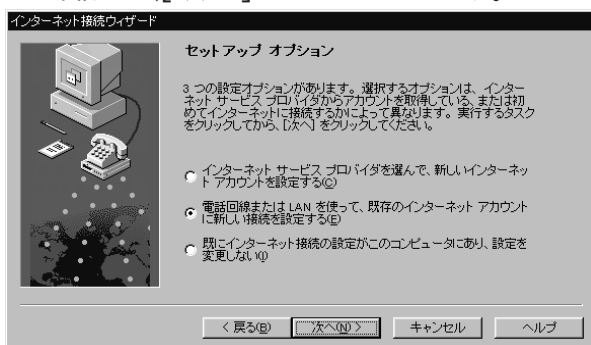 インターネット接続ウィザード
セットアップ オプション
3 つの設定オプションがあります。選択するオプションは、インター
ネット サービス プロバイダからアカウントを取得している、または初
めてインターネットに接続するかによって異なります。実行するタスク
をクリックしてから、[次へ] をクリックしてください。
インターネット サービス プロバイダを選んで、新しいインターネッ
ト アカウントを設定する(C)
電話回線または LAN を使って、既存のインターネット アカウント
に新しい接続を設定する(E)
既にインターネット接続の設定がこのコンピュータにあり、設定を
変更しない(I)
< 戻る(B) 次へ(N) > キャンセル ヘルプ